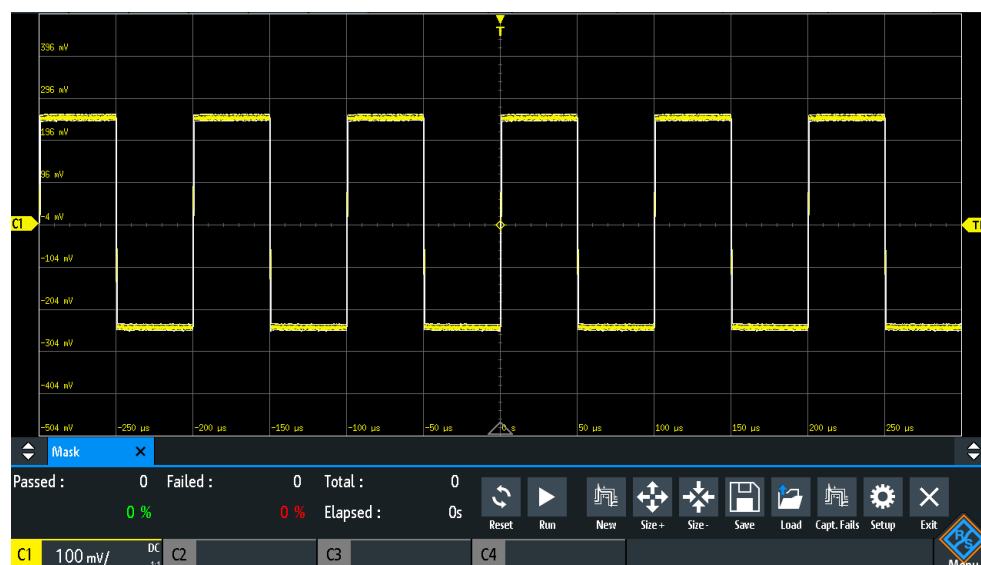 T
396 mV
296 mV
196 mV
96 mV
C1
-4 mV
-104 mV
-204 mV
-304 mV
-404 mV
-504 mV -250 µs -200 µs -150 µs -100 µs -50 µs 0 s 50 µs 100 µs 150 µs 200 µs 250 µs
Mask
Passed : 0 Failed : 0 Total : 0
0 % 0 % Elapsed : 0s
Reset Run New Size+ Size- Save Load Capt. Fails Setup Exit
C1 100 mV/ DC C2 C3 C4
R/S